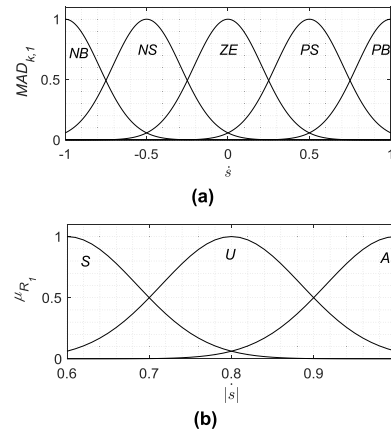 1
NB NS ZE PS PB
MAD_{k,1}
0.5
0
-1 -0.5 0 0.5 1
ṡ
(a)
1
S U A
μ_{R_1}
0.5
0
0.6 0.7 0.8 0.9
|ṡ|
(b)